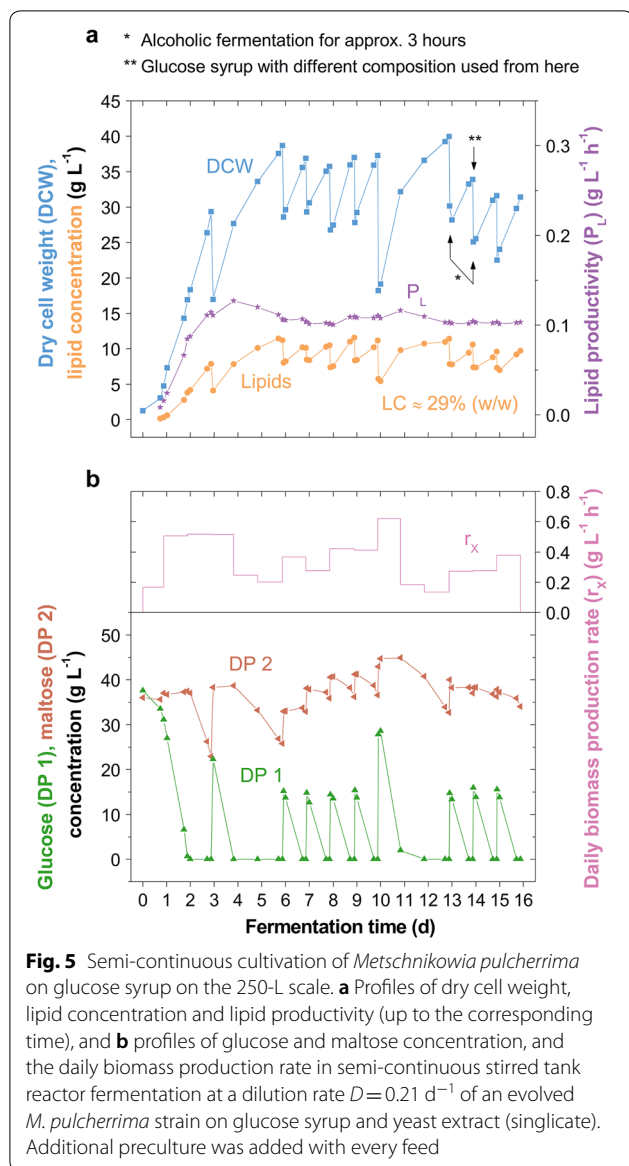 a
* Alcoholic fermentation for approx. 3 hours
** Glucose syrup with different composition used from here
Dry cell weight (DCW),
lipid concentration (g L⁻¹)
45
40
35
30
25
20
15
10
5
0
DCW
P_L
Lipids
LC ≈ 29% (w/w)
**
*
0.3
0.2
0.1
0.0
Lipid productivity (P_L) (g L⁻¹ h⁻¹)
b
r_X
0.8
0.6
0.4
0.2
0.0
Daily biomass production rate (r_X) (g L⁻¹ h⁻¹)
Glucose (DP 1), maltose (DP 2)
concentration (g L⁻¹)
50
40
30
20
10
0
DP 2
DP 1
0 1 2 3 4 5 6 7 8 9 10 11 12 13 14 15 16
Fermentation time (d)
Fig. 5 Semi-continuous cultivation of Metschnikowia pulcherrima
on glucose syrup on the 250-L scale. a Profiles of dry cell weight,
lipid concentration and lipid productivity (up to the corresponding
time), and b profiles of glucose and maltose concentration, and
the daily biomass production rate in semi-continuous stirred tank
reactor fermentation at a dilution rate D = 0.21 d⁻¹ of an evolved
M. pulcherrima strain on glucose syrup and yeast extract (singlicate).
Additional preculture was added with every feed